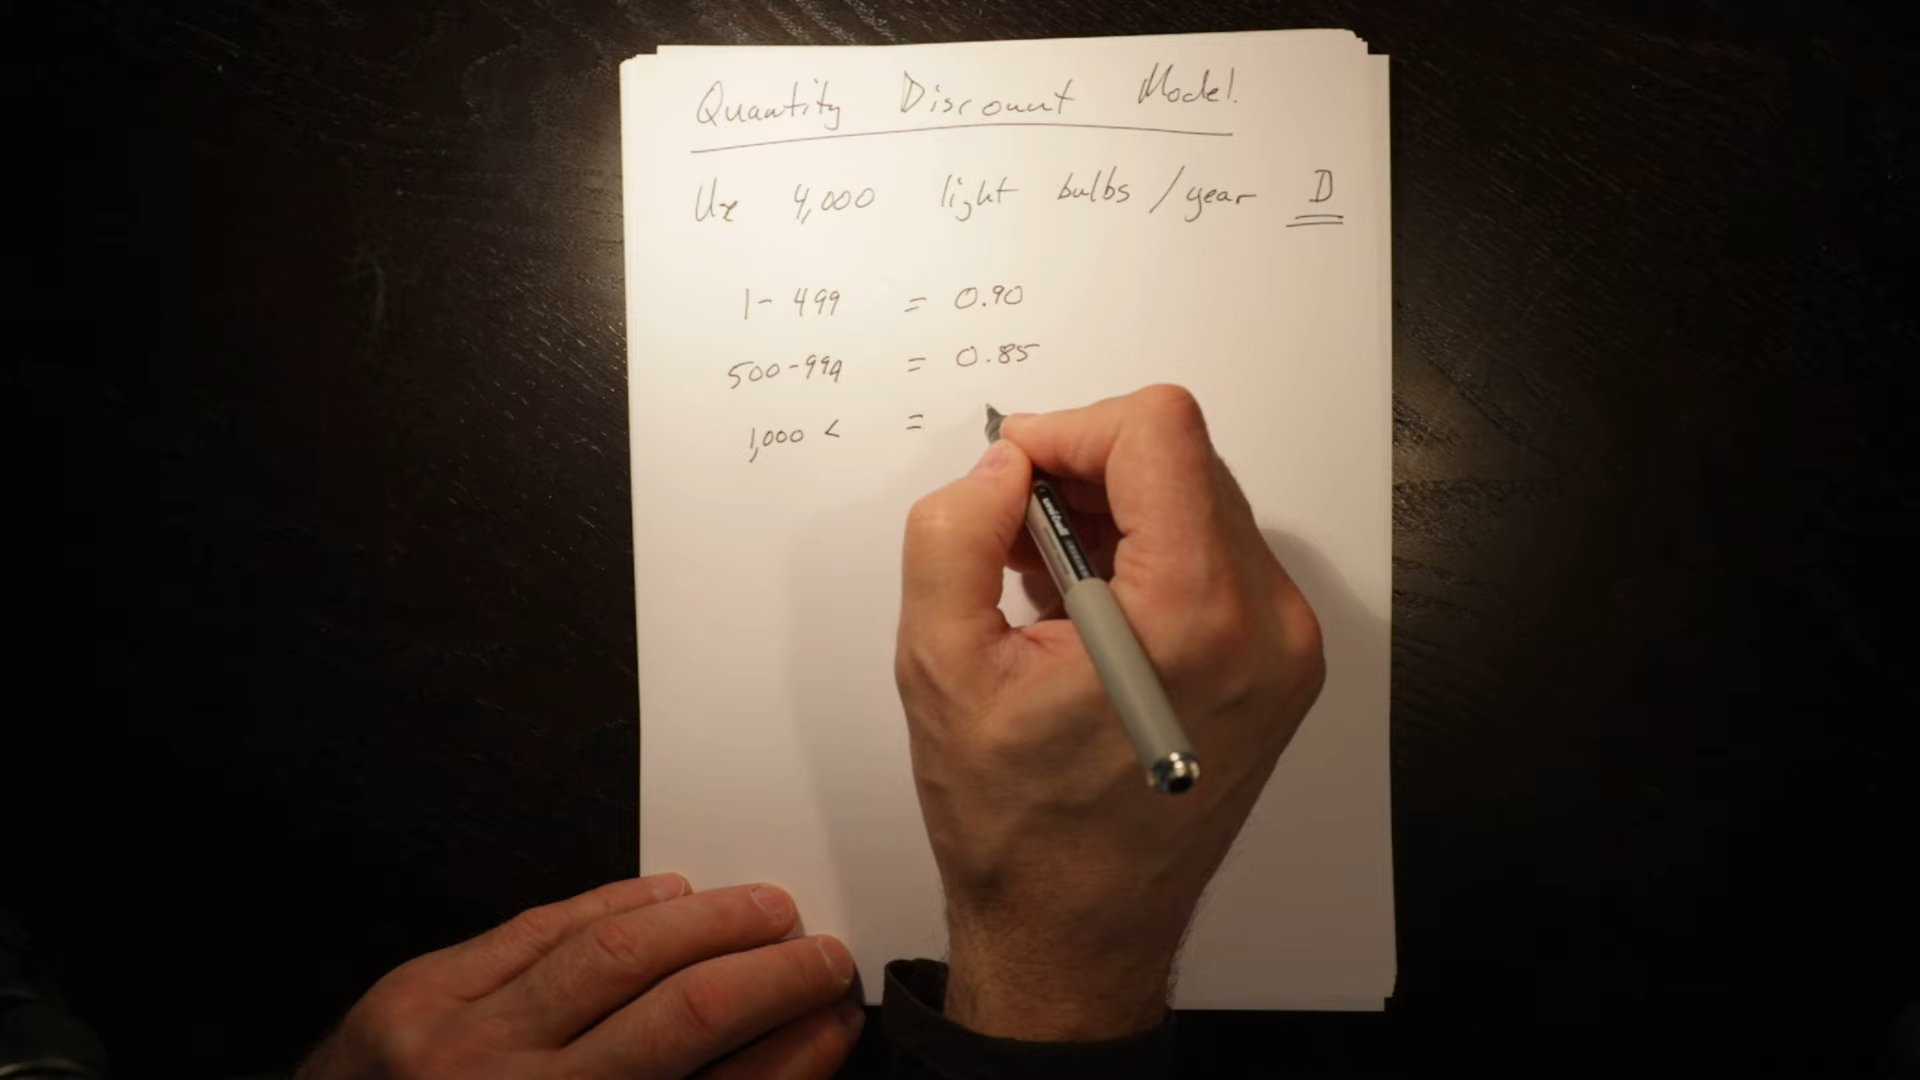 Quantity Discount Model.
Use 4,000 light bulbs / year D
1 - 499 = 0.90
500 - 999 = 0.85
1,000 < =